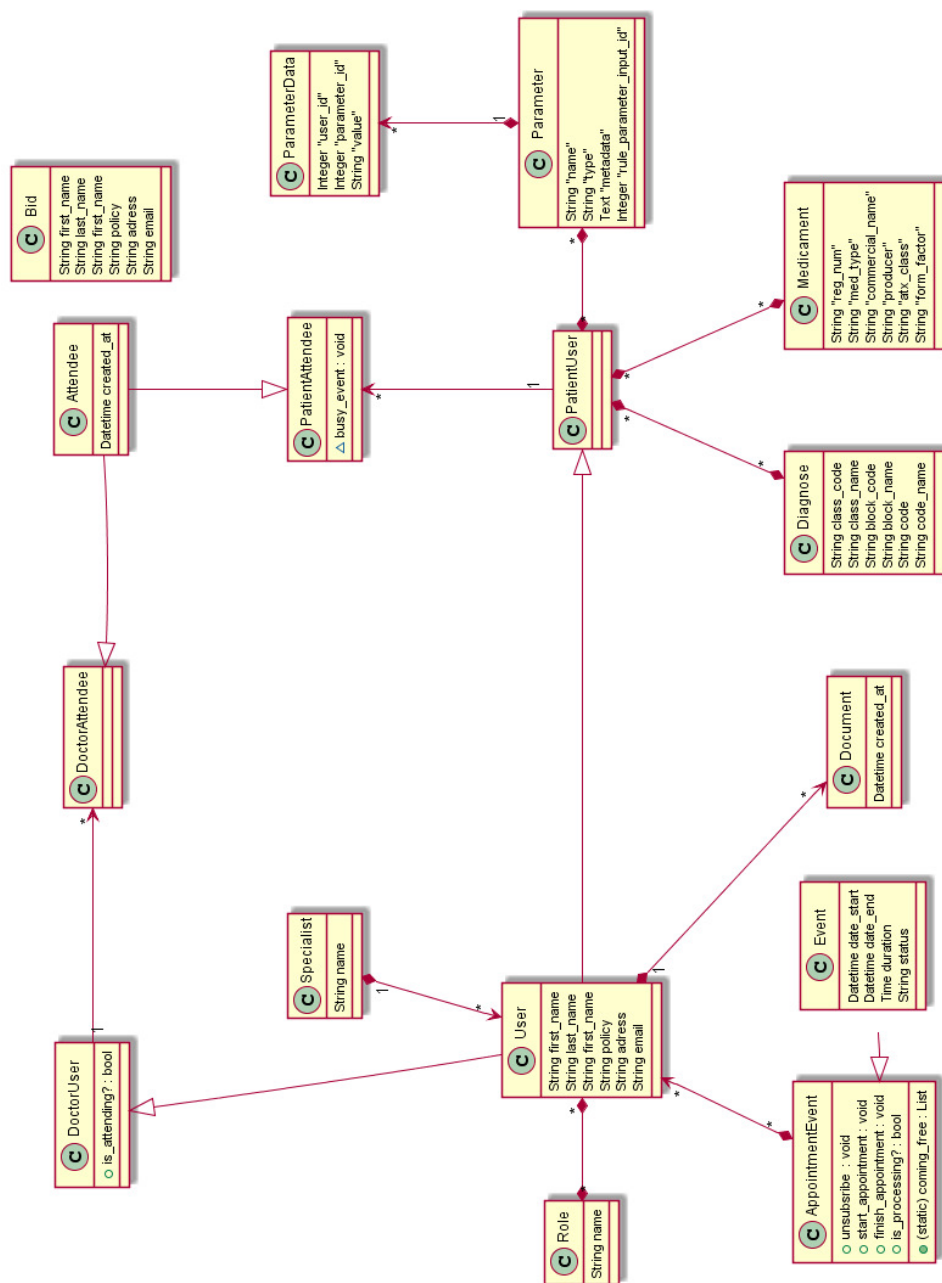 C Bid
String first_name
String last_name
String first_name
String policy
String adress
String email
C ParameterData
Integer "user_id"
Integer "parameter_id"
String "value"
*
1
C Parameter
String "name"
String "type"
Text "metadata"
Integer "rule_parameter_input_id"
*
*
C Attendee
Datetime created_at
C PatientAttendee
busy_event : void
*
1
C PatientUser
*
*
C Medicament
String "reg_num"
String "med_type"
String "commercial_name"
String "producer"
String "atx_class"
String "form_factor"
*
*
C Diagnose
String class_code
String class_name
String block_code
String block_name
String code
String code_name
C DoctorAttendee
*
1
C DoctorUser
is_attending? : bool
C Specialist
String name
1
*
C User
String first_name
String last_name
String first_name
String policy
String adress
String email
1
*
C Document
Datetime created_at
*
*
C Role
String name
*
*
C Event
Datetime date_start
Datetime date_end
Time duration
String status
C AppointmentEvent
unsubsribe : void
start_appointment : void
finish_appointment : void
is_processing? : bool
(static) coming_free : List